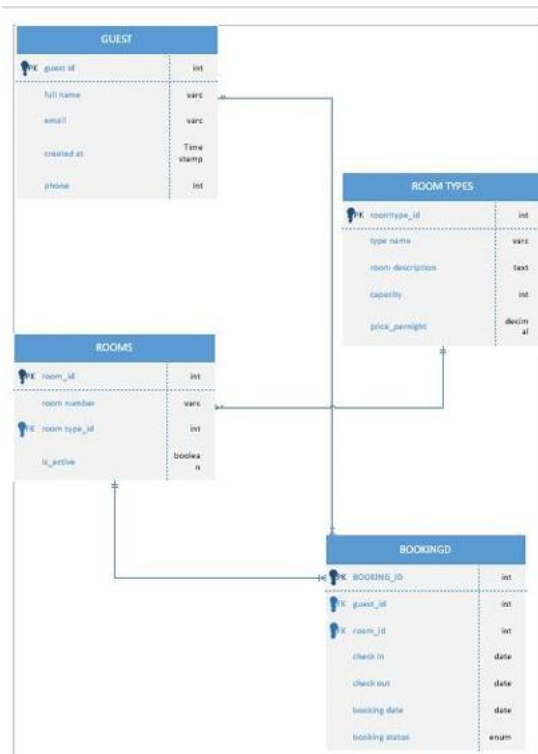 GUEST
PK guest id int
full name varc
email varc
created at Time
stamp
phone int
ROOM TYPES
PK roomtype_id int
type name varc
room description text
capacity int
price_pernight decim
al
ROOMS
PK room_id int
room number varc
FK room type_id int
is_active boolea
n
BOOKINGD
PK BOOKING_ID int
FK guest_id int
FK room_id int
check in date
check out date
booking date date
booking status enum